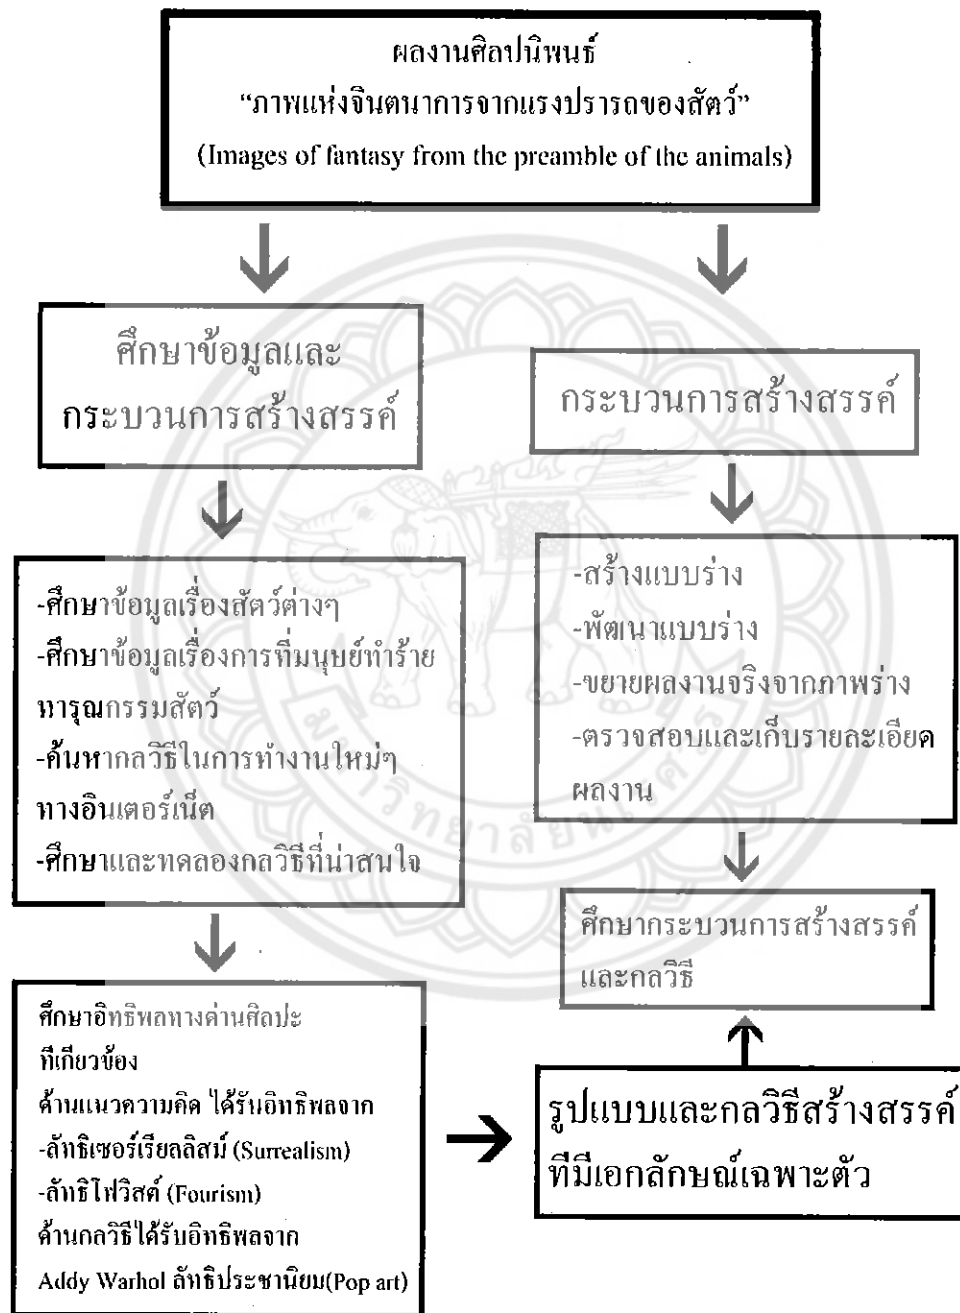 ผลงานศิลปนิพนธ์
“ภาพแห่งจินตนาการจากแรงปรารถของสัตว์”
(Images of fantasy from the preamble of the animals)
ศึกษาข้อมูลและ
กระบวนการสร้างสรรค์
-ศึกษาข้อมูลเรื่องสัตว์ต่างๆ
-ศึกษาข้อมูลเรื่องการที่มนุษย์ทำร้าย
ทารุณกรรมสัตว์
-ค้นหากลวิธีในการทำงานใหม่ๆ
ทางอินเตอร์เน็ต
-ศึกษาและทดลองกลวิธีที่น่าสนใจ
ศึกษาอิทธิพลทางด้านศิลปะ
ที่เกี่ยวข้อง
ด้านแนวความคิด ได้รับอิทธิพลจาก
-ลัทธิเซอร์เรียลลิสม์ (Surrealism)
-ลัทธิโฟวิสต์ (Fourism)
ด้านกลวิธีได้รับอิทธิพลจาก
Addy Warhol ลัทธิประชานิยม(Pop art)
กระบวนการสร้างสรรค์
-สร้างแบบร่าง
-พัฒนาแบบร่าง
-ขยายผลงานจริงจากภาพร่าง
-ตรวจสอบและเก็บรายละเอียด
ผลงาน
ศึกษากระบวนการสร้างสรรค์
และกลวิธี
รูปแบบและกลวิธีสร้างสรรค์
ที่มีเอกลักษณ์เฉพาะตัว
มหาวิทยาลัยนเรศวร